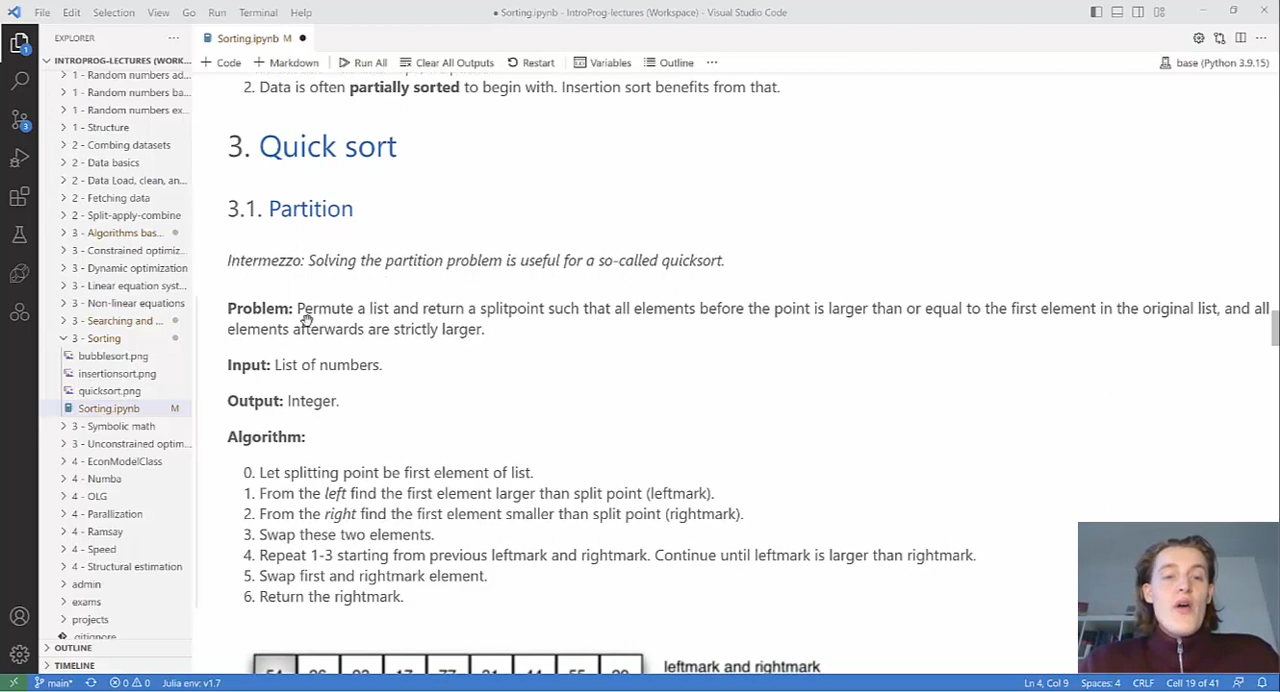 File Edit Selection View Go Run Terminal Help
● Sorting.ipynb - IntroProg-lectures (Workspace) - Visual Studio Code
EXPLORER ···
Sorting.ipynb M ●
INTROPROG-LECTURES (WORK...
+ Code + Markdown Run All Clear All Outputs Restart Variables Outline ···
base (Python 3.9.15)
1 - Random numbers ad...
1 - Random numbers ba...
1 - Random numbers ex...
1 - Structure
2 - Combing datasets
2 - Data basics
2 - Data Load, clean, an...
2 - Fetching data
2 - Split-apply-combine
3 - Algorithms bas...
3 - Constrained optimiz...
3 - Dynamic optimization
3 - Linear equation syst...
3 - Non-linear equations
3 - Searching and ...
3 - Sorting
bubblesort.png
insertionsort.png
quicksort.png
Sorting.ipynb M
3 - Symbolic math
3 - Unconstrained optim...
4 - EconModelClass
4 - Numba
4 - OLG
4 - Parallization
4 - Ramsay
4 - Speed
4 - Structural estimation
admin
exams
projects
.gitignore
OUTLINE
TIMELINE
2. Data is often partially sorted to begin with. Insertion sort benefits from that.
3. Quick sort
3.1. Partition
Intermezzo: Solving the partition problem is useful for a so-called quicksort.
Problem: Permute a list and return a splitpoint such that all elements before the point is larger than or equal to the first element in the original list, and all
elements afterwards are strictly larger.
Input: List of numbers.
Output: Integer.
Algorithm:
0. Let splitting point be first element of list.
1. From the left find the first element larger than split point (leftmark).
2. From the right find the first element smaller than split point (rightmark).
3. Swap these two elements.
4. Repeat 1-3 starting from previous leftmark and rightmark. Continue until leftmark is larger than rightmark.
5. Swap first and rightmark element.
6. Return the rightmark.
leftmark and rightmark
main* 0 0 Julia env: v1.7
Ln 4, Col 9 Spaces: 4 CRLF Cell 19 of 41